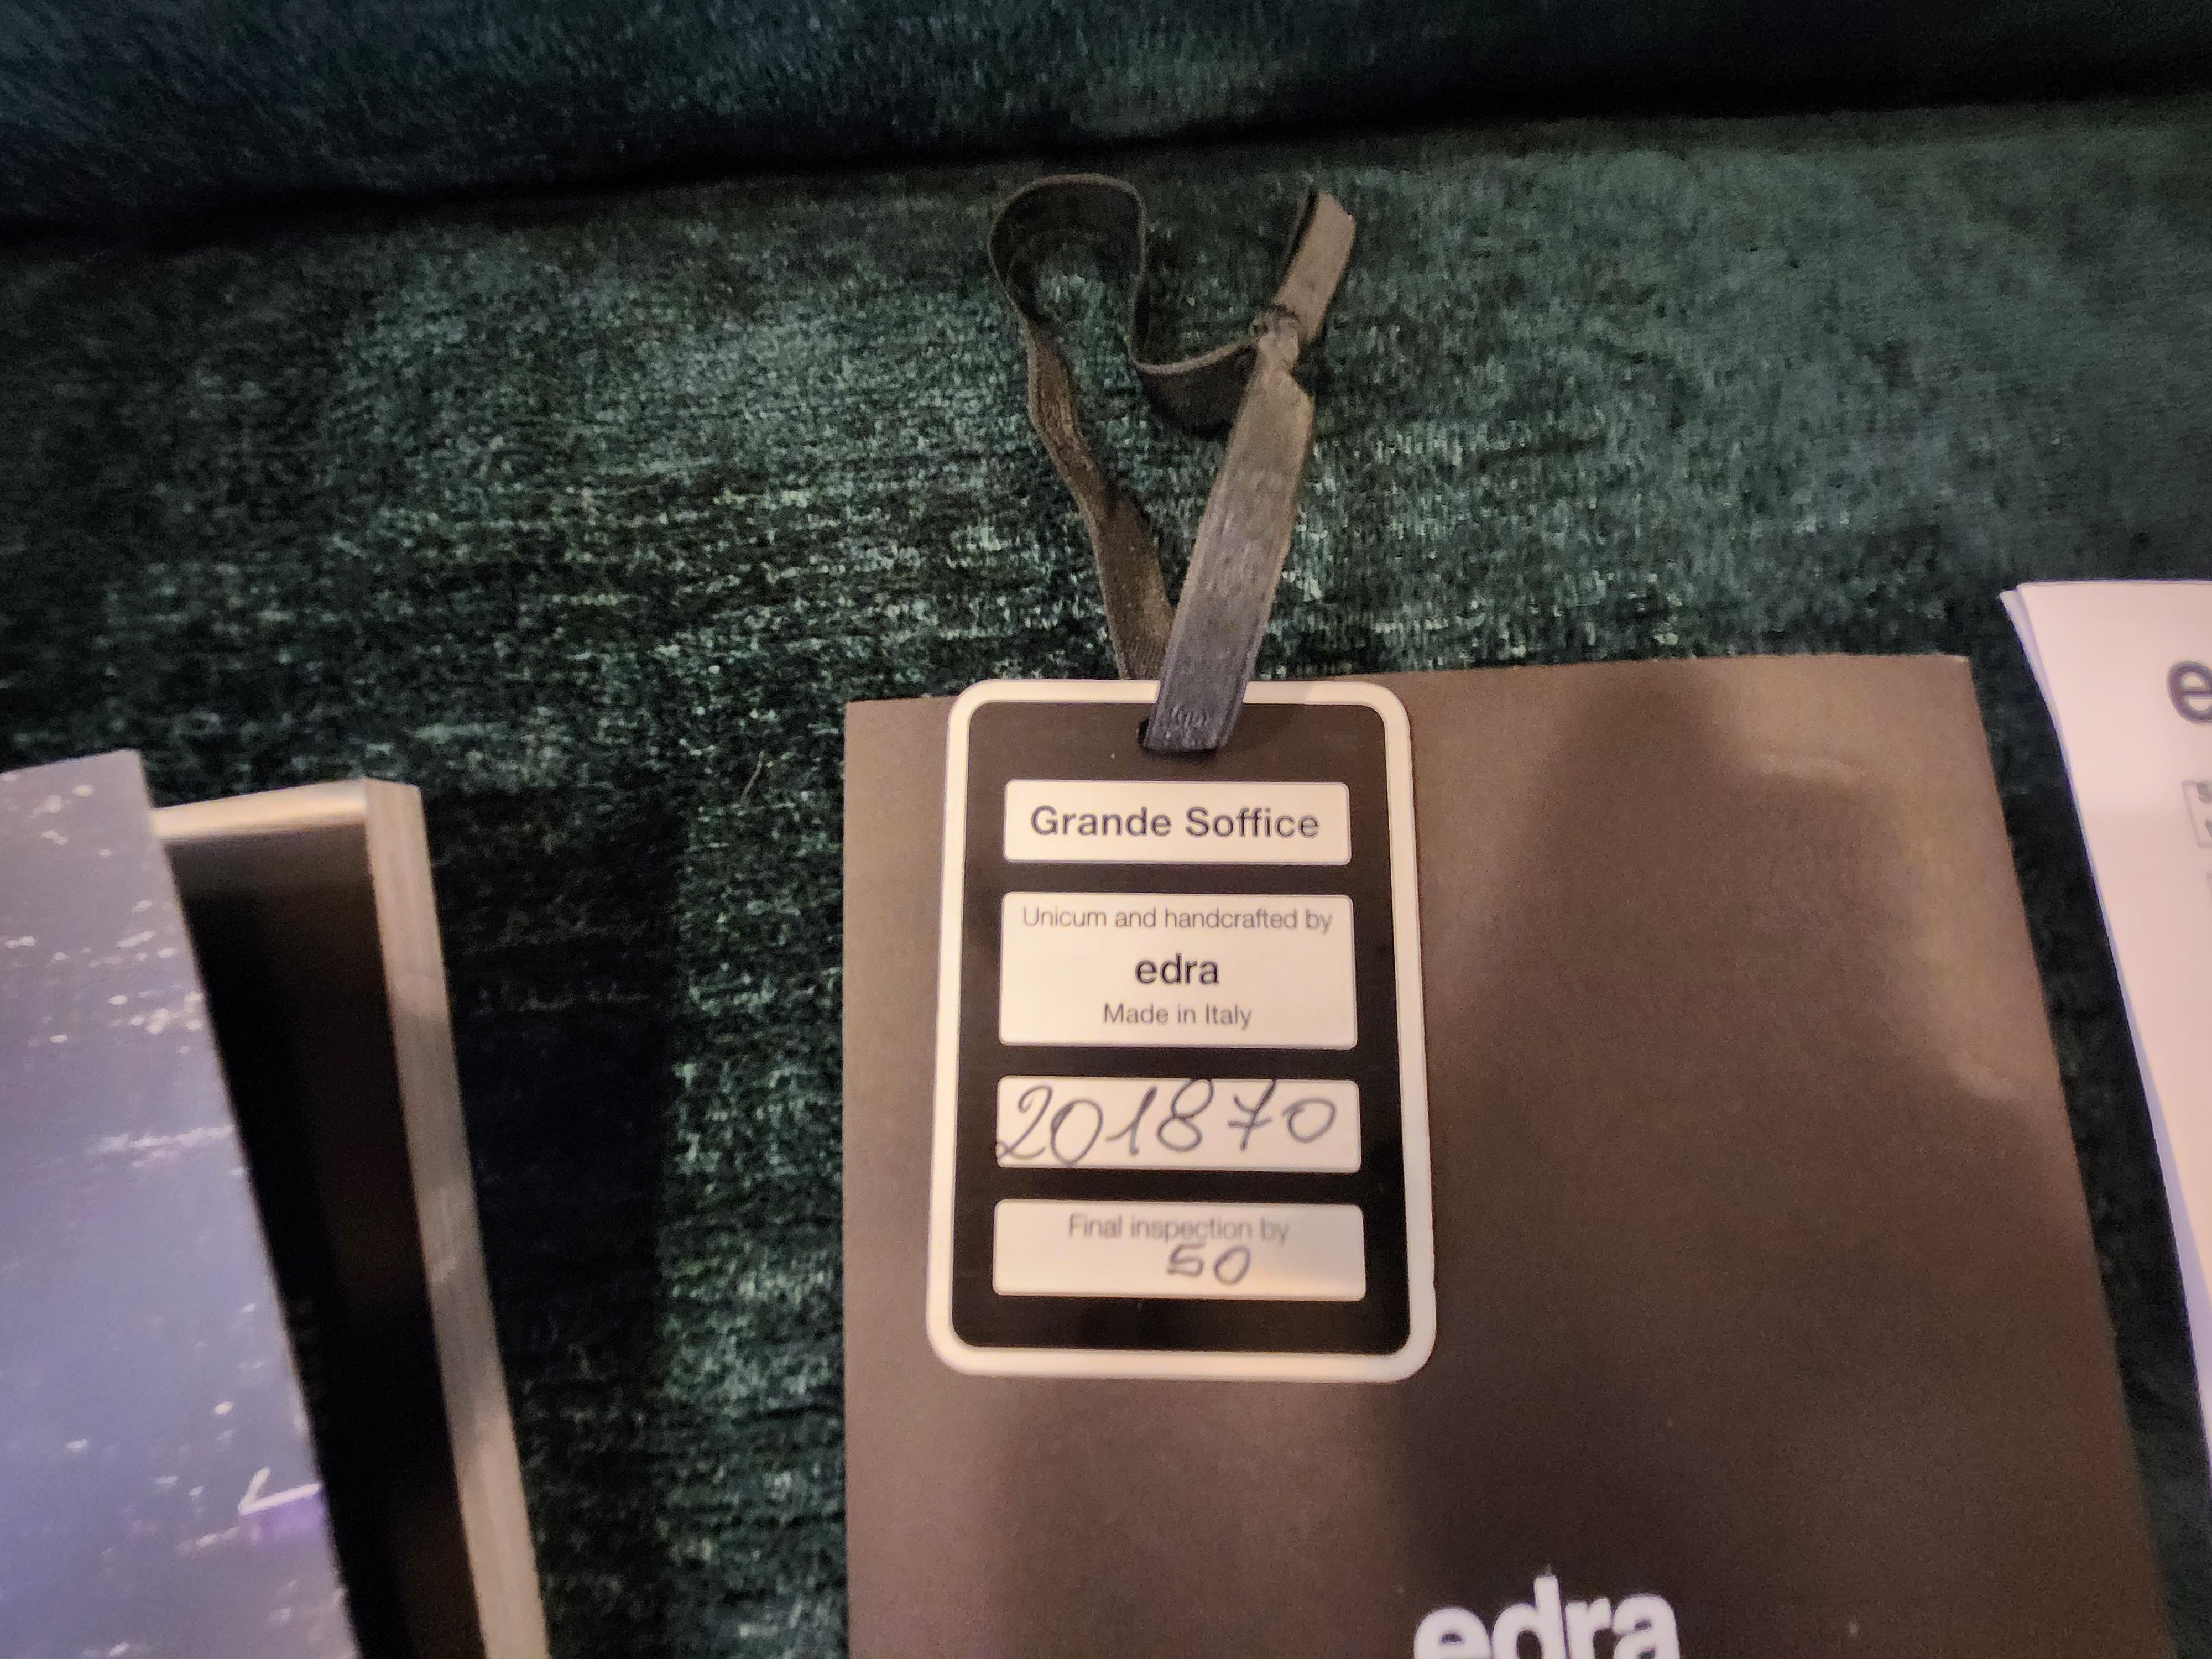 Grande Soffice
Unicum and handcrafted by
edra
Made in Italy
201870
Final inspection by
50
edra